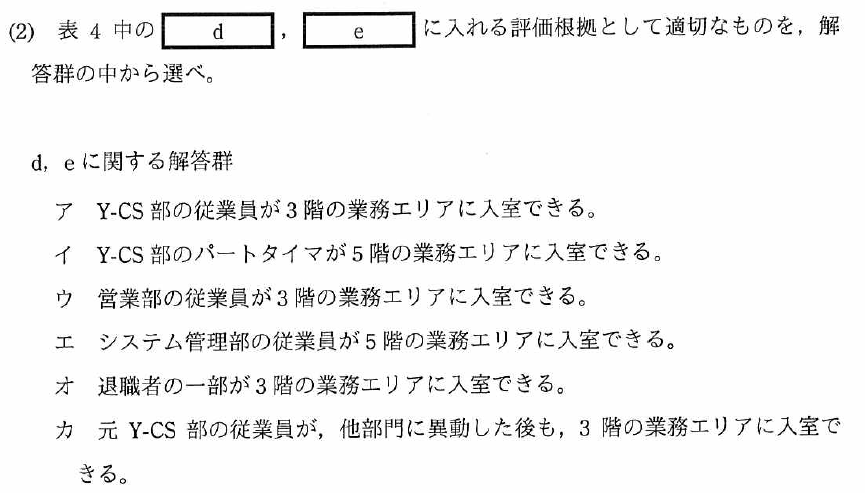 (2) 表 4 中の d , e に入れる評価根拠として適切なものを，解
答群の中から選べ。
d, e に関する解答群
ア Y-CS 部の従業員が 3 階の業務エリアに入室できる。
イ Y-CS 部のパートタイマが 5 階の業務エリアに入室できる。
ウ 営業部の従業員が 3 階の業務エリアに入室できる。
エ システム管理部の従業員が 5 階の業務エリアに入室できる。
オ 退職者の一部が 3 階の業務エリアに入室できる。
カ 元 Y-CS 部の従業員が，他部門に異動した後も，3 階の業務エリアに入室で
きる。